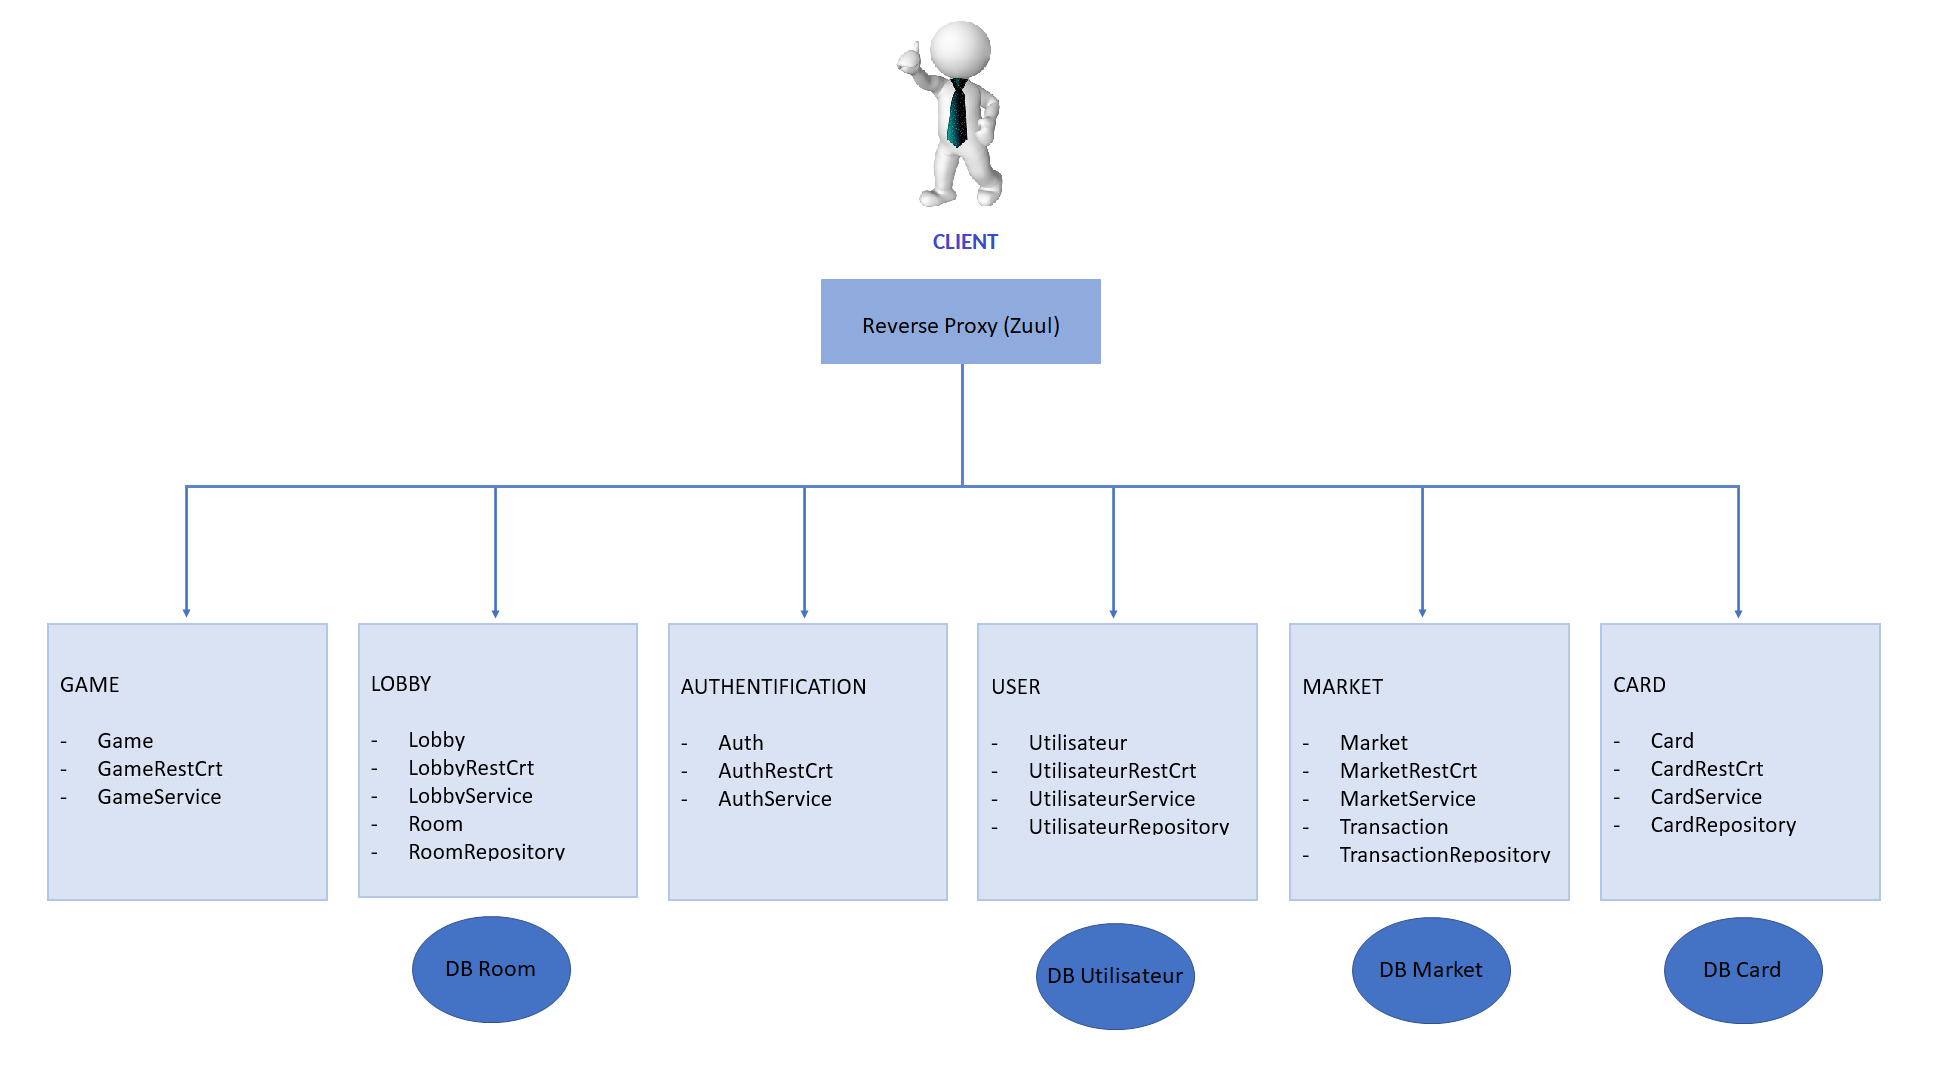 CLIENT
Reverse Proxy (Zuul)
GAME
- Game
- GameRestCrt
- GameService
LOBBY
- Lobby
- LobbyRestCrt
- LobbyService
- Room
- RoomRepository
AUTHENTIFICATION
- Auth
- AuthRestCrt
- AuthService
USER
- Utilisateur
- UtilisateurRestCrt
- UtilisateurService
- UtilisateurRepository
MARKET
- Market
- MarketRestCrt
- MarketService
- Transaction
- TransactionRepository
CARD
- Card
- CardRestCrt
- CardService
- CardRepository
DB Room
DB Utilisateur
DB Market
DB Card